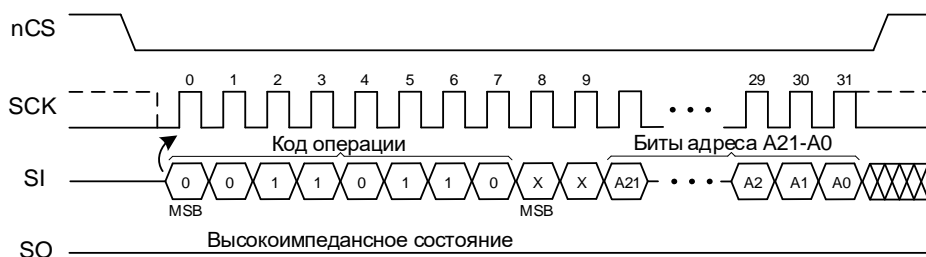 nCS
0 1 2 3 4 5 6 7 8 9 29 30 31
SCK
Код операции Биты адреса A21-A0
SI 0 0 1 1 0 1 1 0 X X A21 A2 A1 A0
MSB MSB
Высокоимпедансное состояние
SO